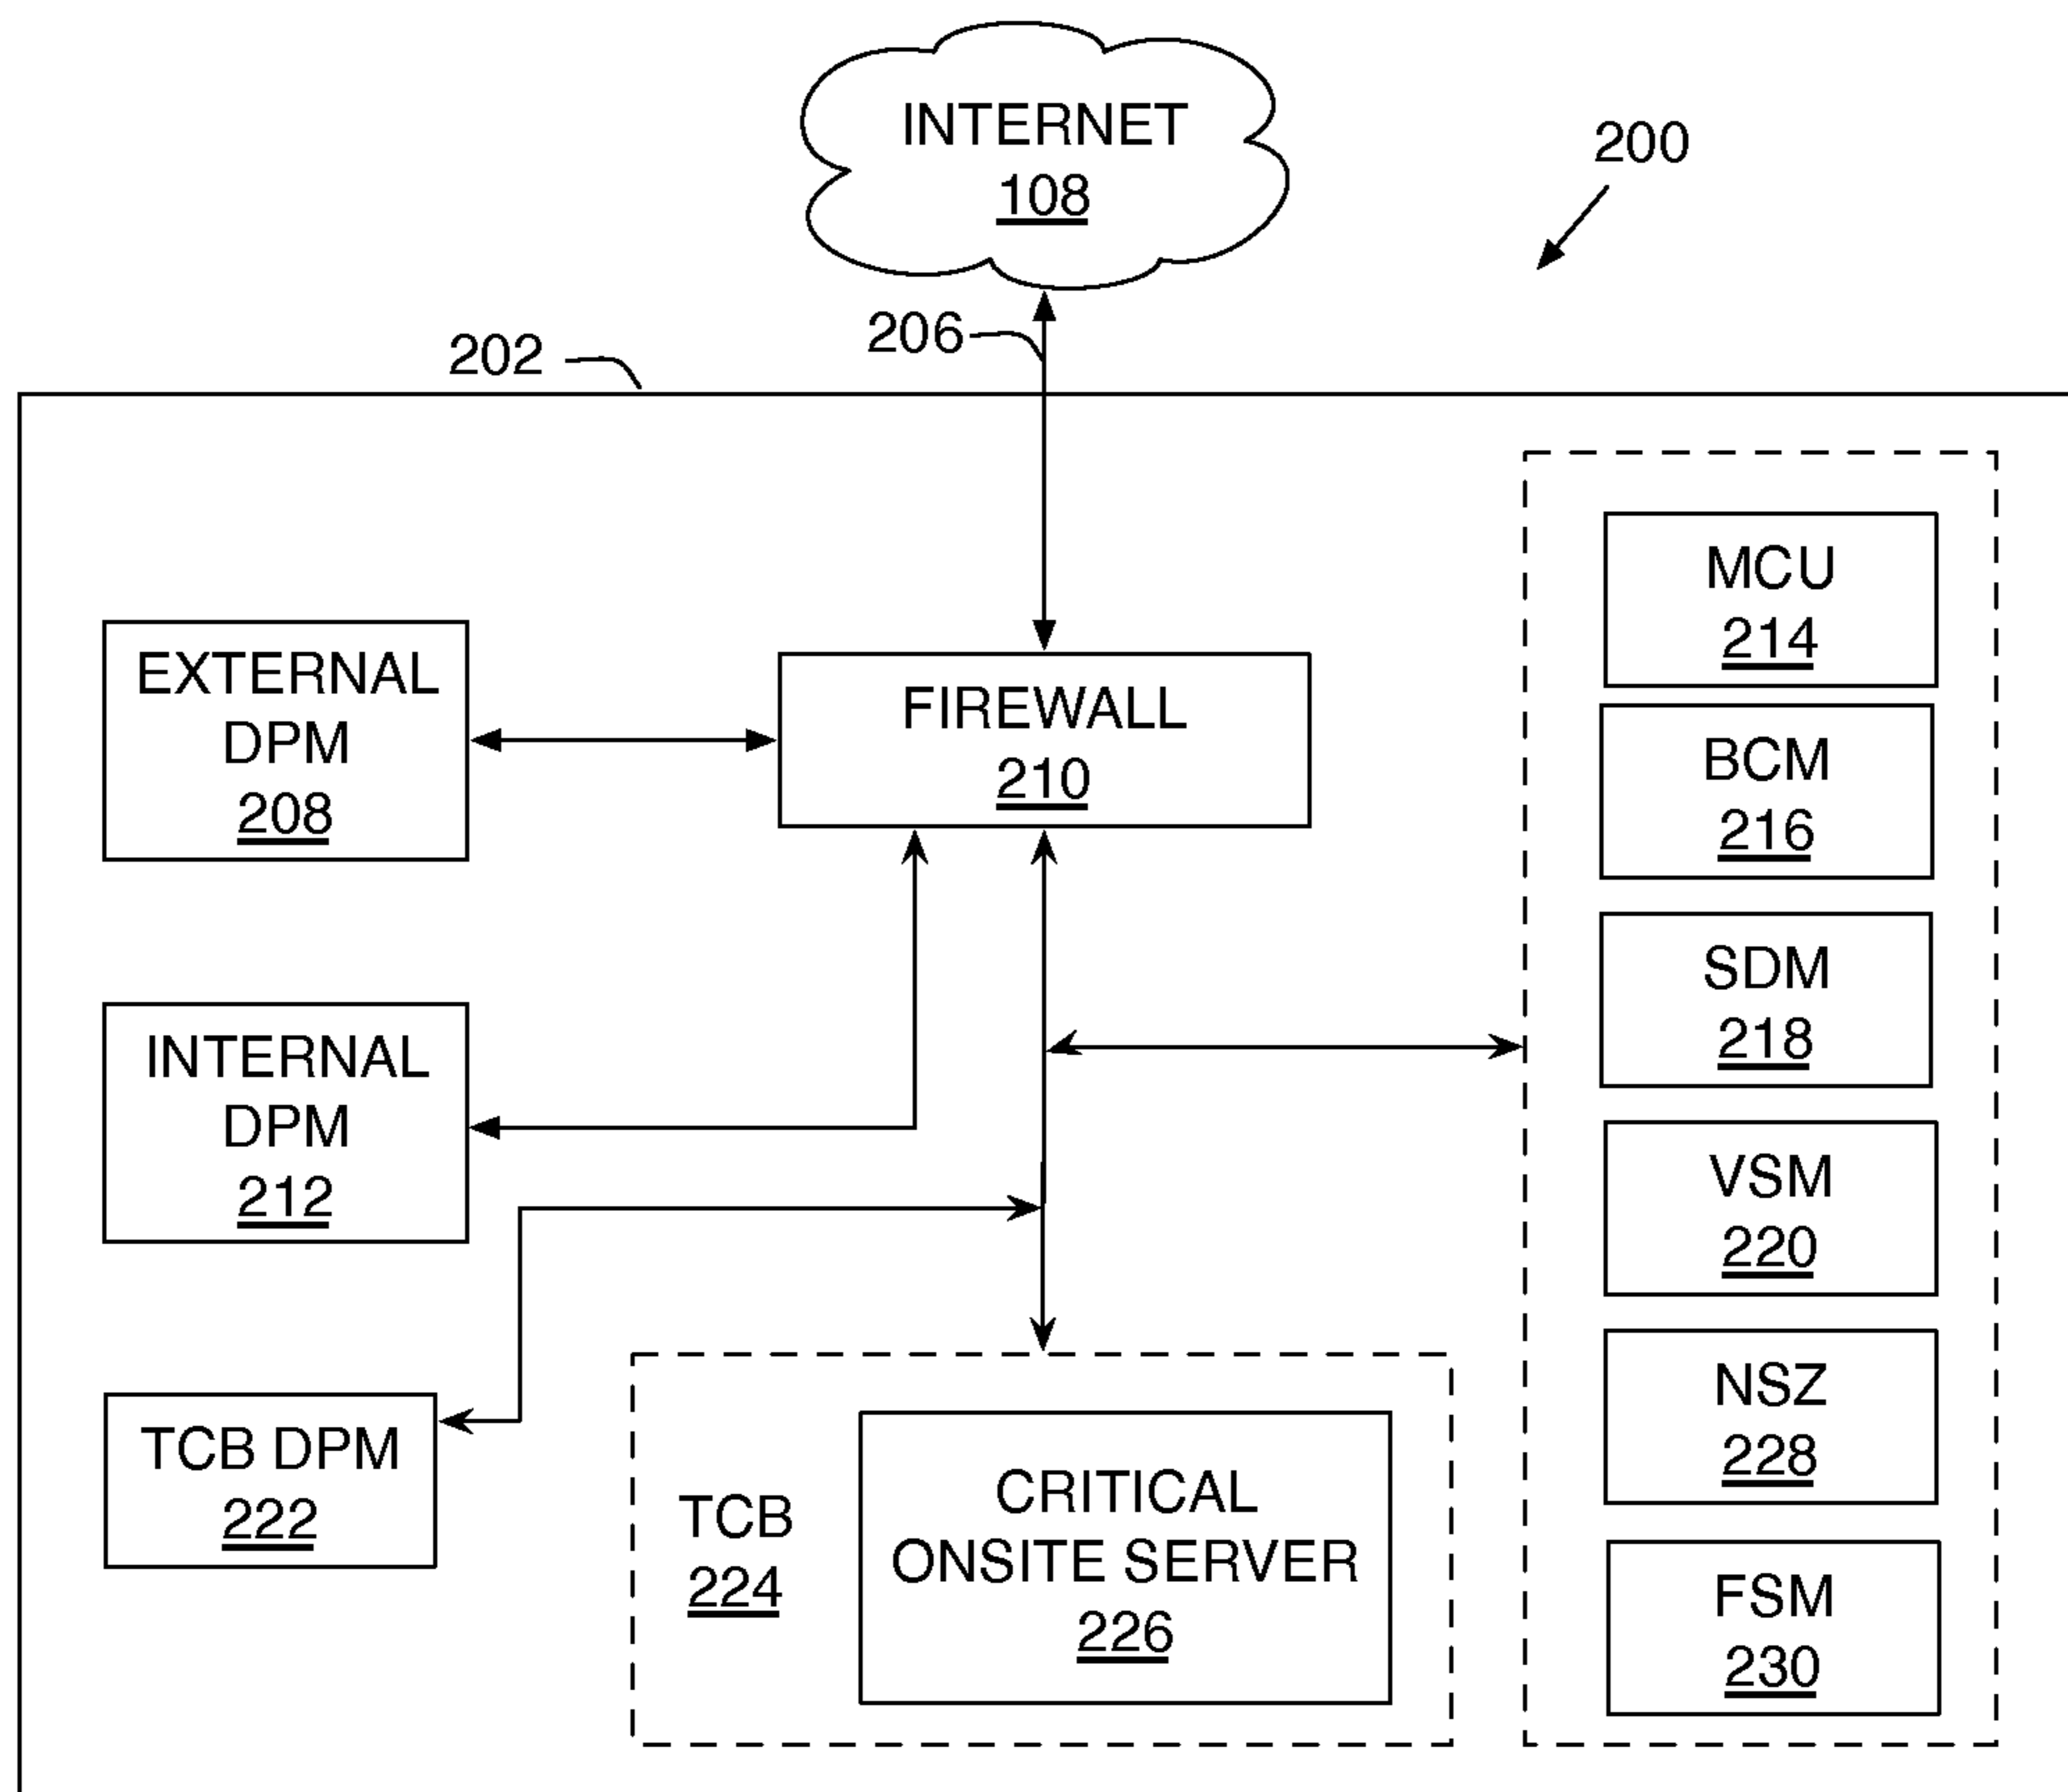 INTERNET
108
200
206
202
EXTERNAL
DPM
208
FIREWALL
210
INTERNAL
DPM
212
TCB DPM
222
TCB
224
CRITICAL
ONSITE SERVER
226
MCU
214
BCM
216
SDM
218
VSM
220
NSZ
228
FSM
230